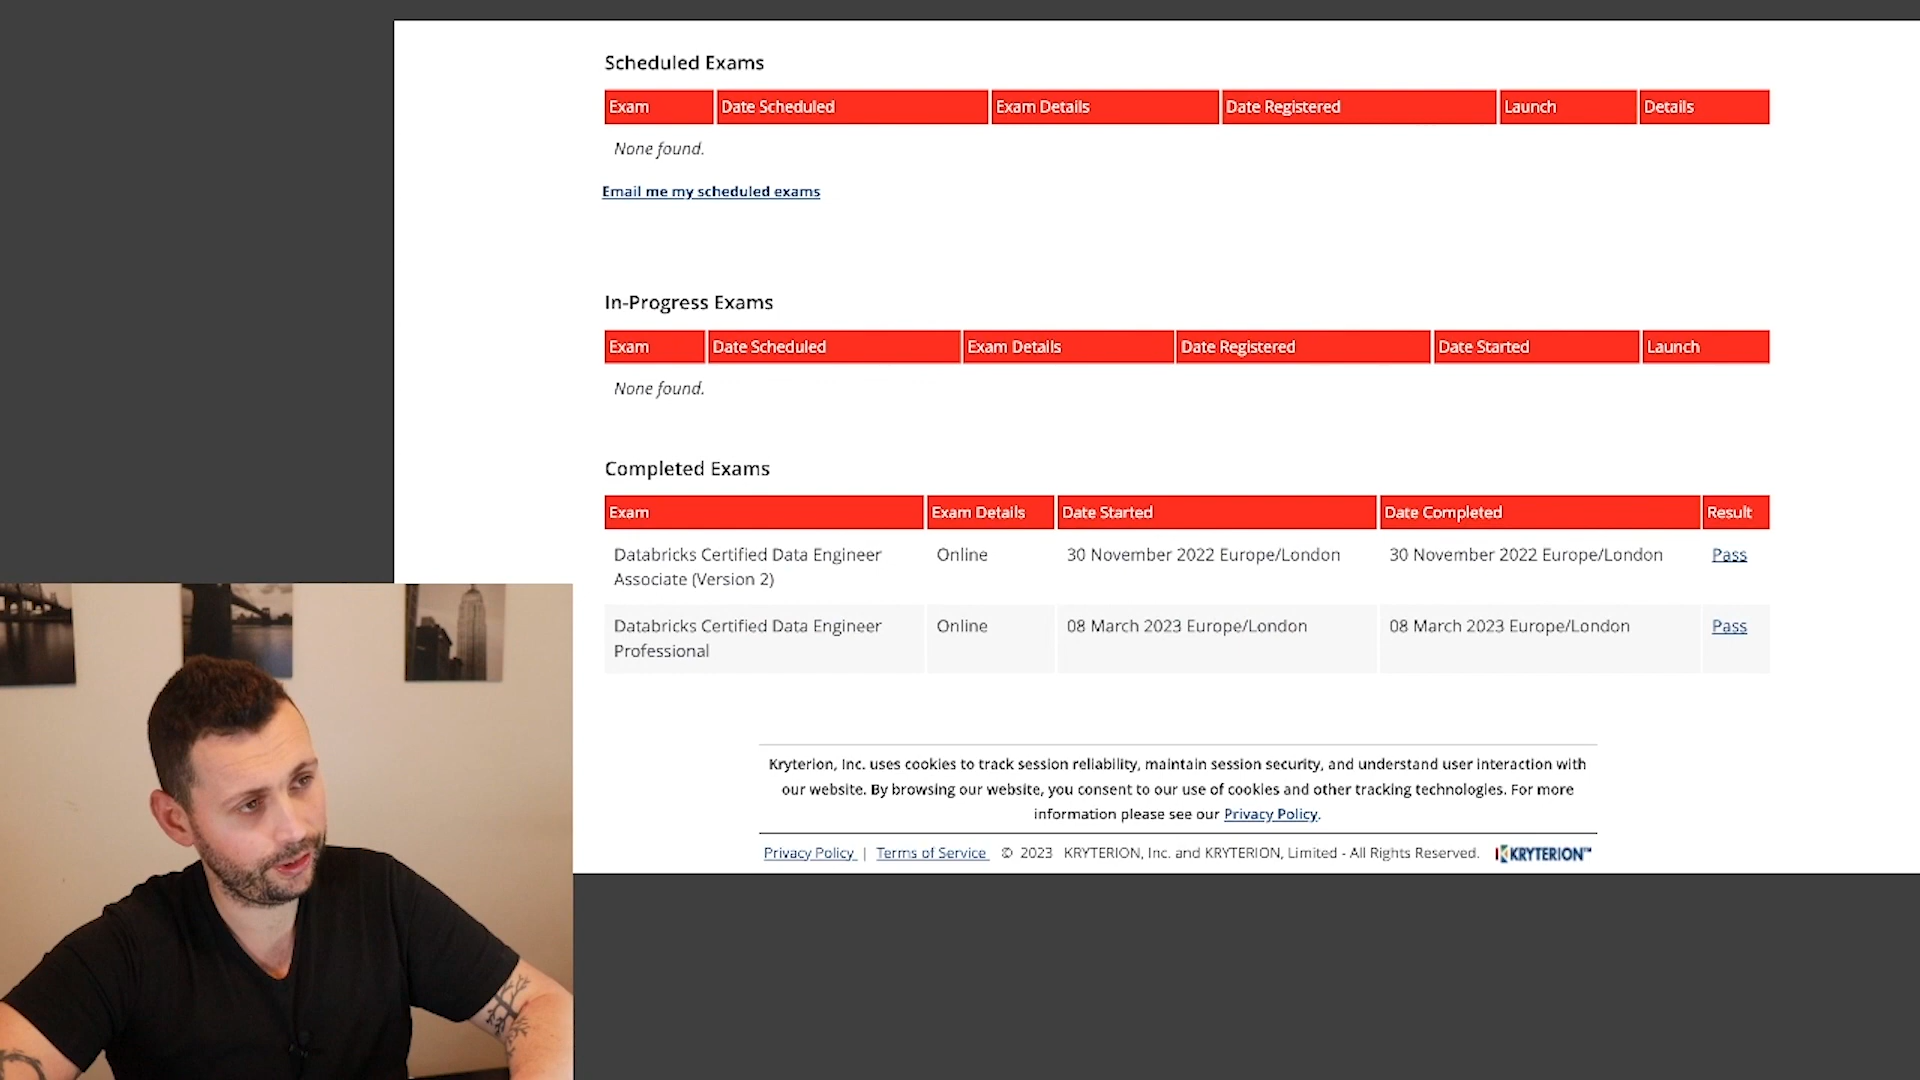 Scheduled Exams
Exam Date Scheduled Exam Details Date Registered Launch Details
None found.
Email me my scheduled exams
In-Progress Exams
Exam Date Scheduled Exam Details Date Registered Date Started Launch
None found.
Completed Exams
Exam Exam Details Date Started Date Completed Result
Databricks Certified Data Engineer Online 30 November 2022 Europe/London 30 November 2022 Europe/London Pass
Associate (Version 2)
Databricks Certified Data Engineer Online 08 March 2023 Europe/London 08 March 2023 Europe/London Pass
Professional
Kryterion, Inc. uses cookies to track session reliability, maintain session security, and understand user interaction with
our website. By browsing our website, you consent to our use of cookies and other tracking technologies. For more
information please see our Privacy Policy.
Privacy Policy | Terms of Service © 2023 KRYTERION, Inc. and KRYTERION, Limited - All Rights Reserved. KRYTERION™